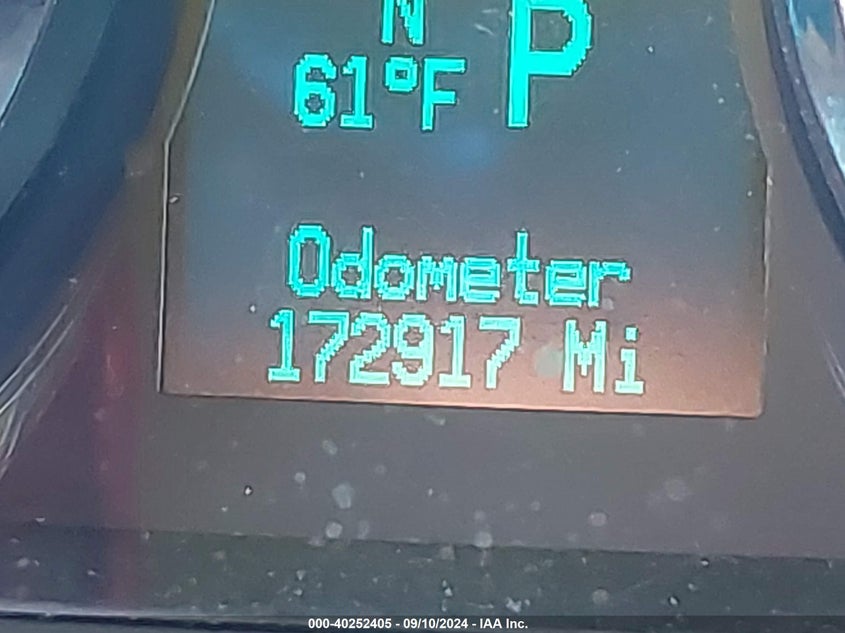 N
61°F P
Odometer
172917 Mi
000-40252405 - 09/10/2024 - IAA Inc.